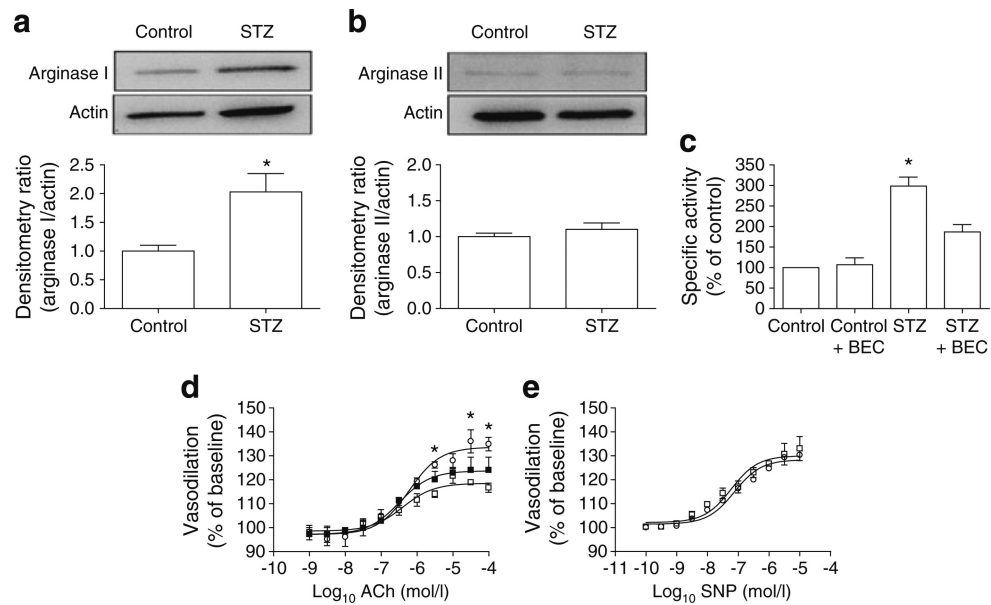 a
Control STZ
Arginase I
Actin
Densitometry ratio
(arginase I/actin)
2.5
2.0
1.5
1.0
0.5
0.0
*
Control STZ
b
Control STZ
Arginase II
Actin
Densitometry ratio
(arginase II/actin)
2.0
1.5
1.0
0.5
0.0
Control STZ
c
Specific activity
(% of control)
350
300
250
200
150
100
50
0
*
Control Control STZ STZ
+ BEC + BEC
d
Vasodilation
(% of baseline)
150
140
130
120
110
100
90
* * *
-10 -9 -8 -7 -6 -5 -4
Log10 ACh (mol/l)
e
Vasodilation
(% of baseline)
150
140
130
120
110
100
90
-11 -10 -9 -8 -7 -6 -5 -4
Log10 SNP (mol/l)